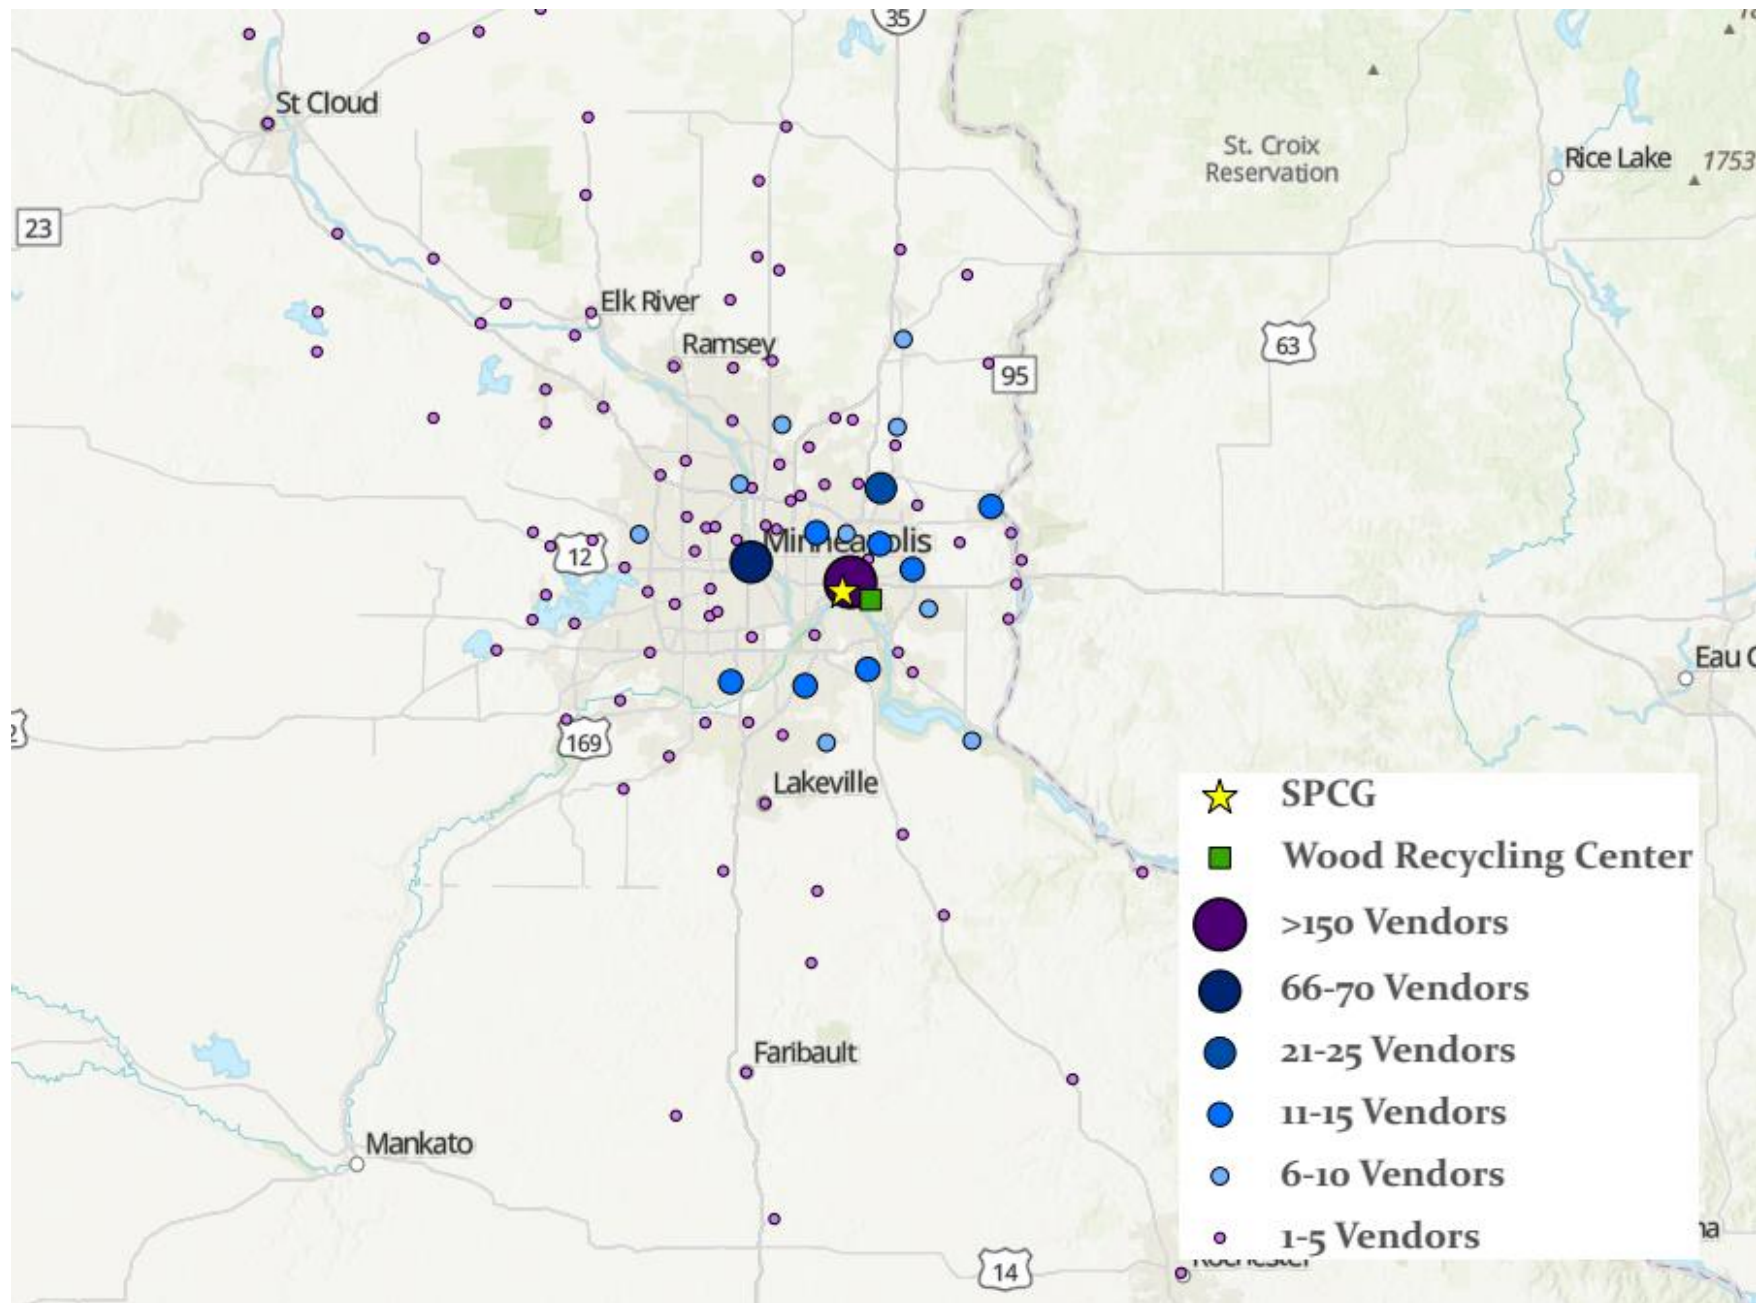 35
St Cloud
St. Croix
Reservation
Rice Lake
1753
23
Elk River
Ramsey
63
95
Minneapolis
12
Eau C
169
Lakeville
SPCG
Wood Recycling Center
>150 Vendors
66-70 Vendors
21-25 Vendors
Faribault
11-15 Vendors
Mankato
6-10 Vendors
1-5 Vendors
na
Rochester
14